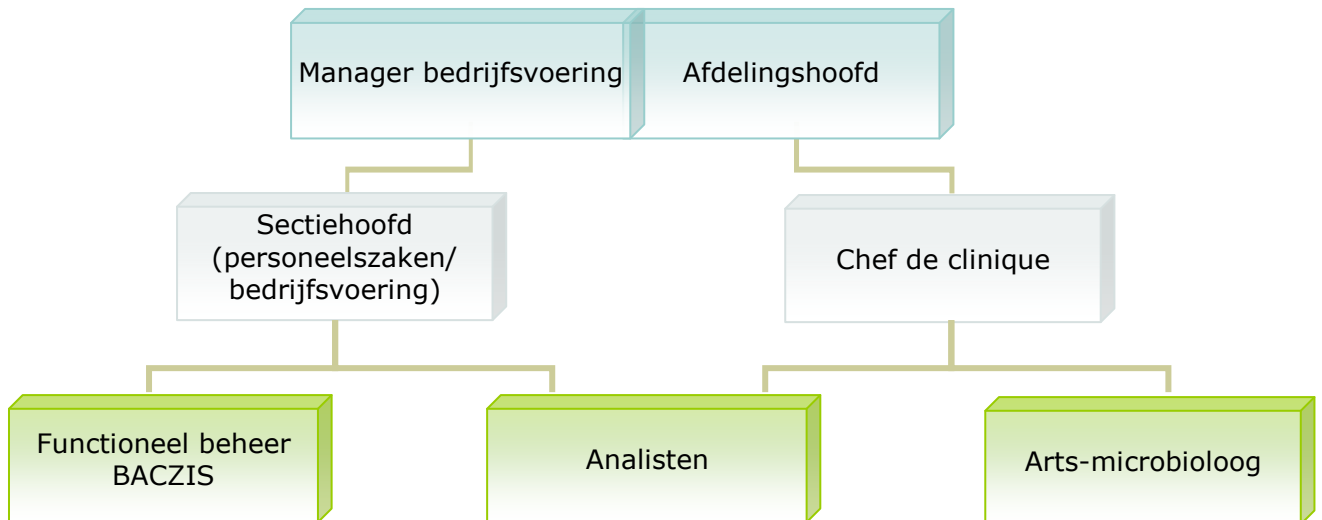 Manager bedrijfsvoering
Afdelingshoofd
Sectiehoofd
(personeelszaken/
bedrijfsvoering)
Chef de clinique
Functioneel beheer
BACZIS
Analisten
Arts-microbioloog